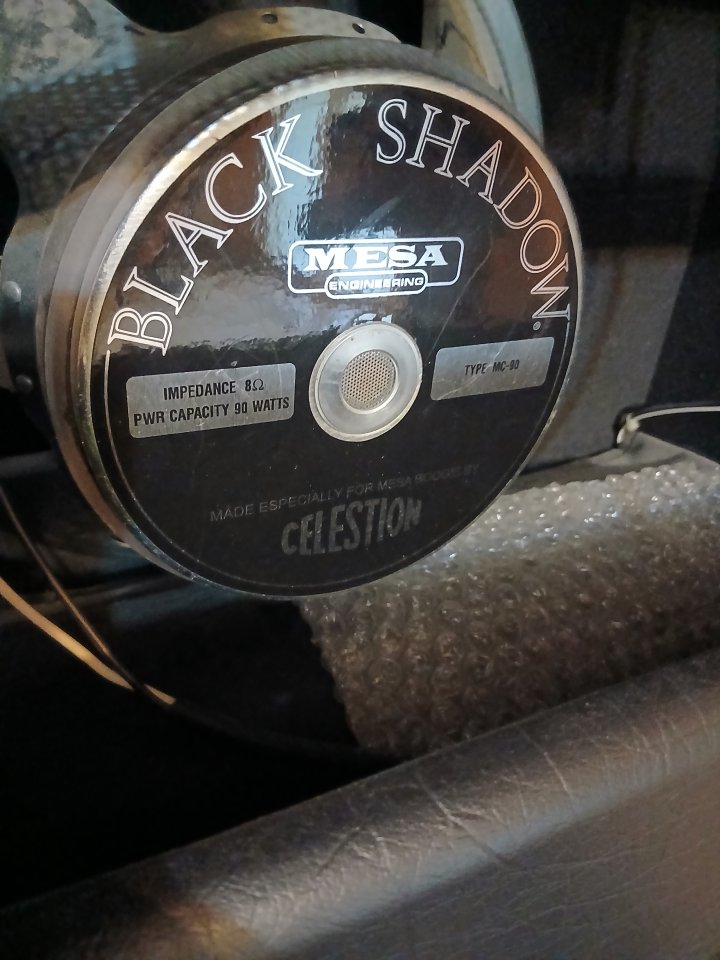 BLACK SHADOW
MESA
ENGINEERING
IMPEDANCE 8Ω
PWR CAPACITY 90 WATTS
TYPE MC-90
MADE ESPECIALLY FOR MESA BOOGIE BY
CELESTION